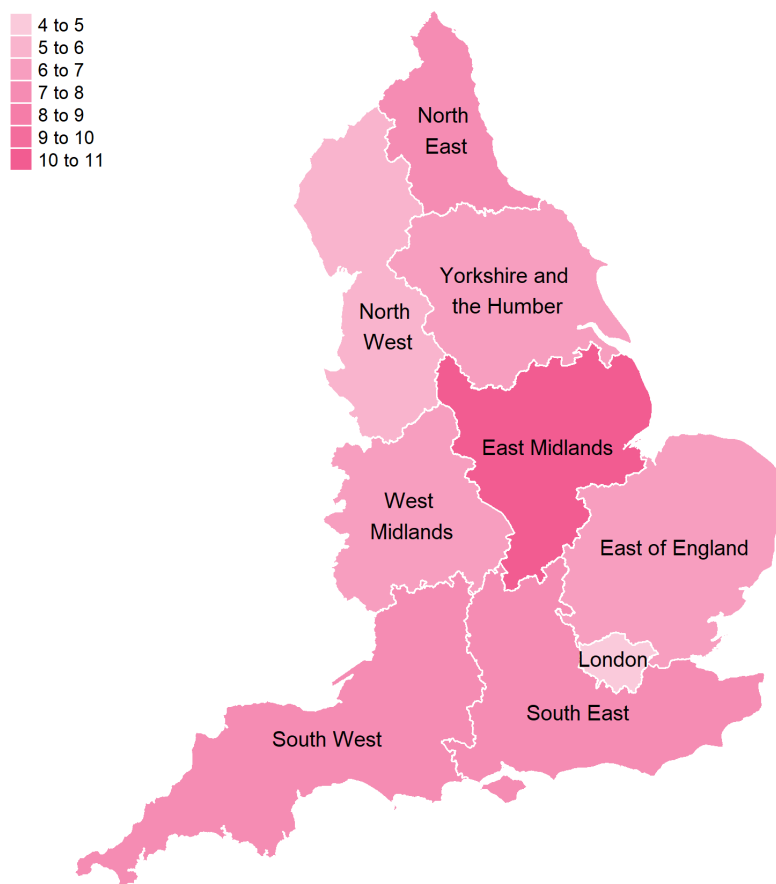 4 to 5
5 to 6
6 to 7
7 to 8
8 to 9
9 to 10
10 to 11
North
East
Yorkshire and
the Humber
North
West
East Midlands
West
Midlands
East of England
London
South East
South West